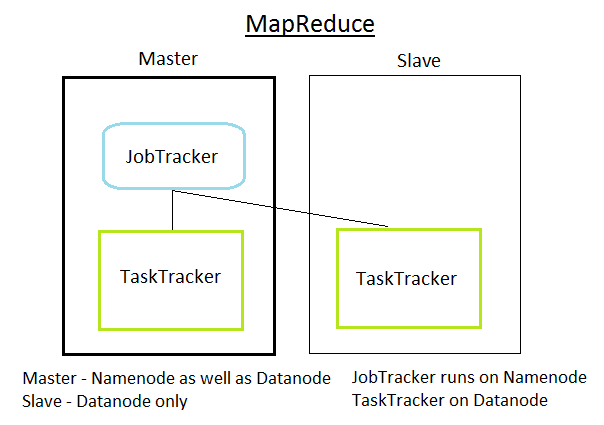 MapReduce
Master
Slave
JobTracker
TaskTracker
TaskTracker
Master - Namenode as well as Datanode
Slave - Datanode only
JobTracker runs on Namenode
TaskTracker on Datanode